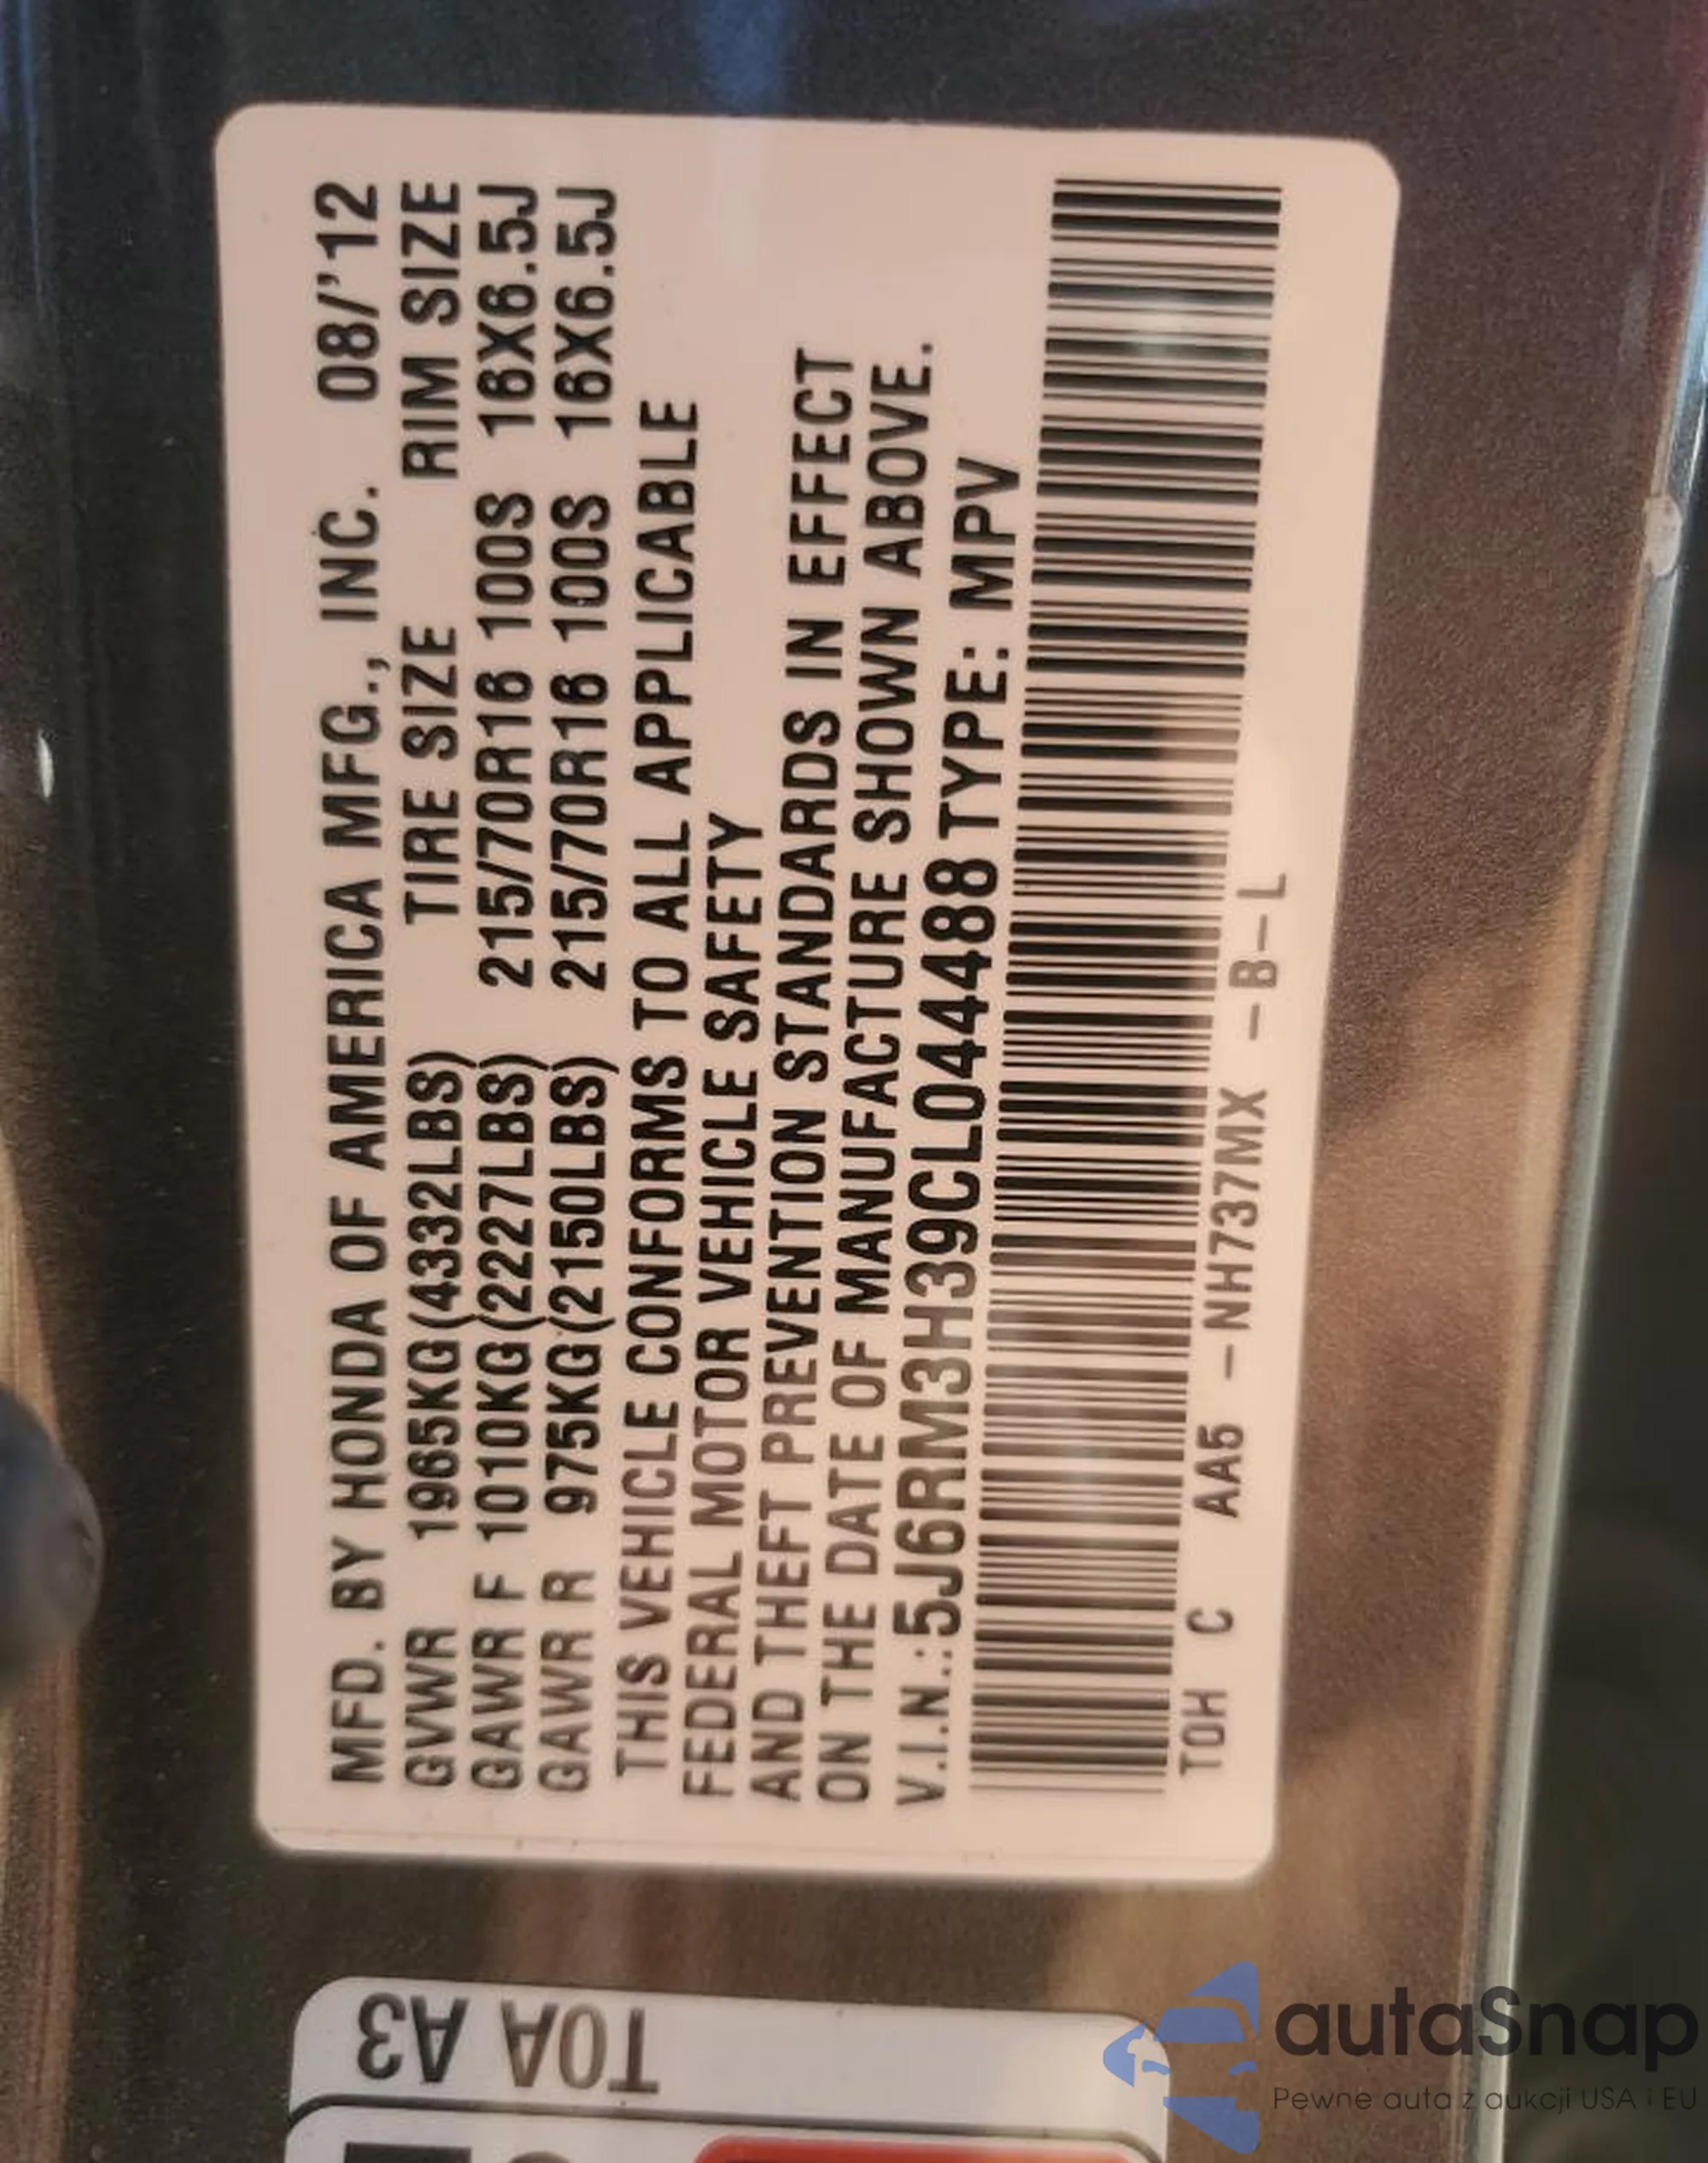 MFD. BY HONDA OF AMERICA MFG., INC. 08/'12
TIRE SIZE RIM SIZE
GVWR 1965KG(4332LBS)
GAWR F 1010KG(2227LBS) 215/70R16 100S 16X6.5J
GAWR R 975KG(2150LBS) 215/70R16 100S 16X6.5J
THIS VEHICLE CONFORMS TO ALL APPLICABLE
FEDERAL MOTOR VEHICLE SAFETY
AND THEFT PREVENTION STANDARDS IN EFFECT
ON THE DATE OF MANUFACTURE SHOWN ABOVE.
V.I.N.:5J6RM3H39CL044488 TYPE: MPV
TOH C AA5 -NH737MX -B-L
T0A A3
autaSnap
Pewne auta z aukcji USA i EU